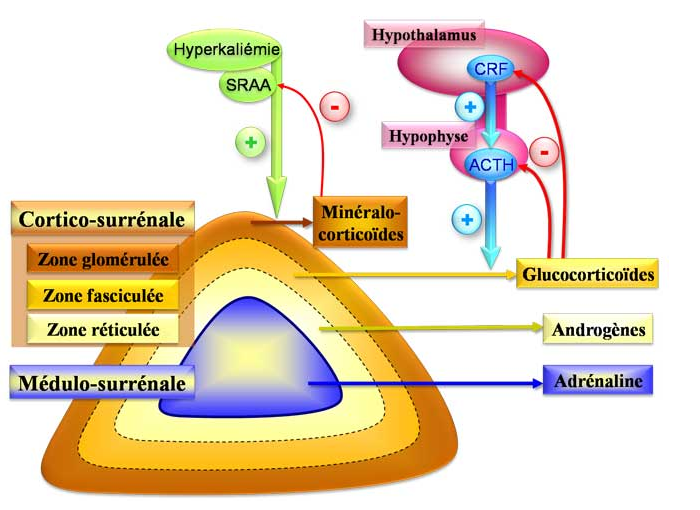 Hypothalamus
Hyperkaliémie
SRAA
CRF
-
+
+
Hypophyse
-
ACTH
Cortico-surrénale
Minéralo-
corticoïdes
+
Zone glomérulée
Glucocorticoïdes
Zone fasciculée
Zone réticulée
Androgènes
Médulo-surrénale
Adrénaline